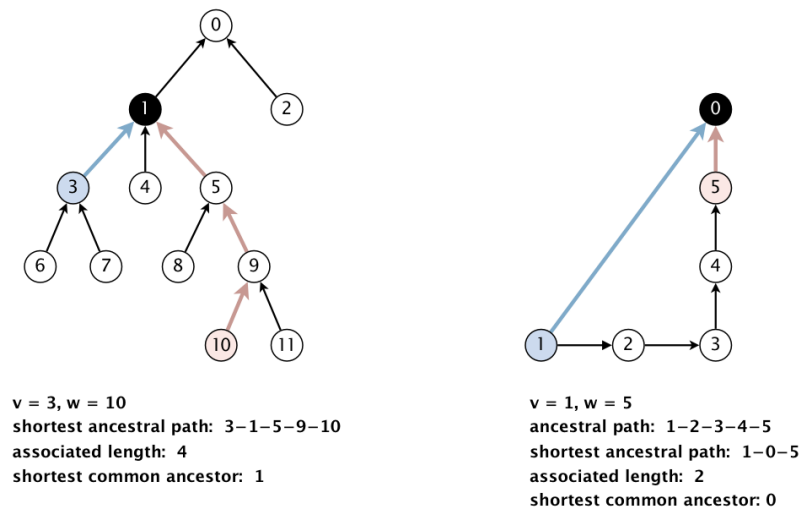 0
1
2
3
4
5
6
7
8
9
10
11
v = 3, w = 10
shortest ancestral path: 3–1–5–9–10
associated length: 4
shortest common ancestor: 1
0
5
4
1
2
3
v = 1, w = 5
ancestral path: 1–2–3–4–5
shortest ancestral path: 1–0–5
associated length: 2
shortest common ancestor: 0